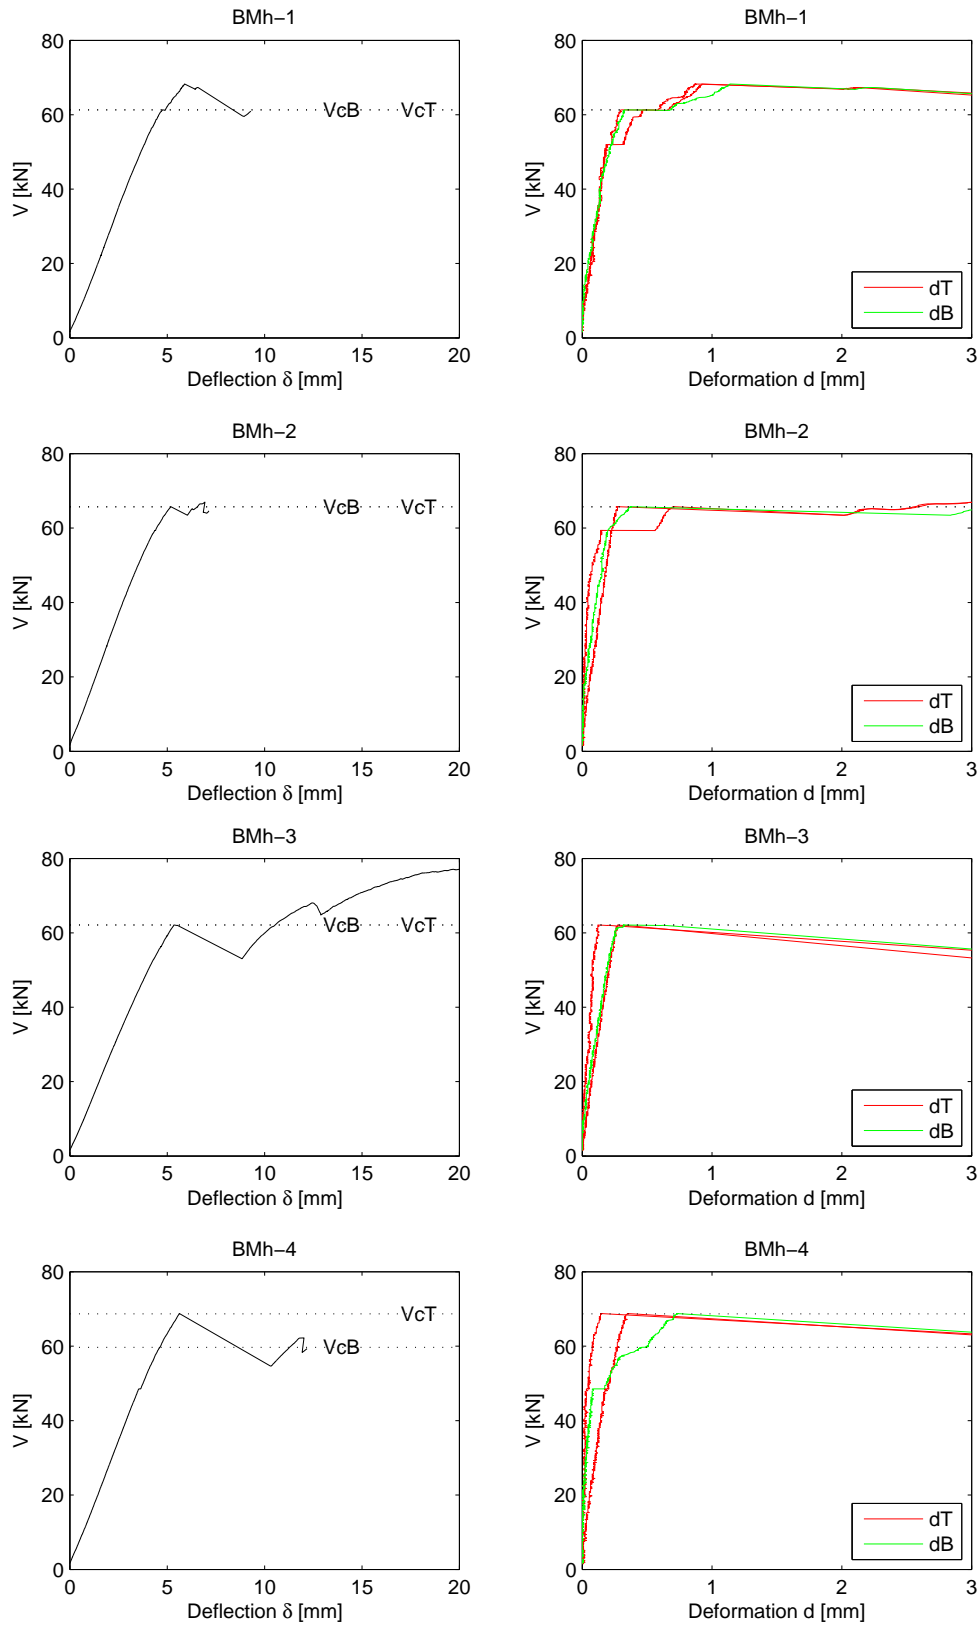 BMh−1
80
60
40
20
0
V [kN]
VcB VcT
0 5 10 15 20
Deflection δ [mm]
BMh−1
80
60
40
20
0
V [kN]
dT
dB
0 1 2 3
Deformation d [mm]
BMh−2
80
60
40
20
0
V [kN]
VcB VcT
0 5 10 15 20
Deflection δ [mm]
BMh−2
80
60
40
20
0
V [kN]
dT
dB
0 1 2 3
Deformation d [mm]
BMh−3
80
60
40
20
0
V [kN]
VcB VcT
0 5 10 15 20
Deflection δ [mm]
BMh−3
80
60
40
20
0
V [kN]
dT
dB
0 1 2 3
Deformation d [mm]
BMh−4
80
60
40
20
0
V [kN]
VcT
VcB
0 5 10 15 20
Deflection δ [mm]
BMh−4
80
60
40
20
0
V [kN]
dT
dB
0 1 2 3
Deformation d [mm]